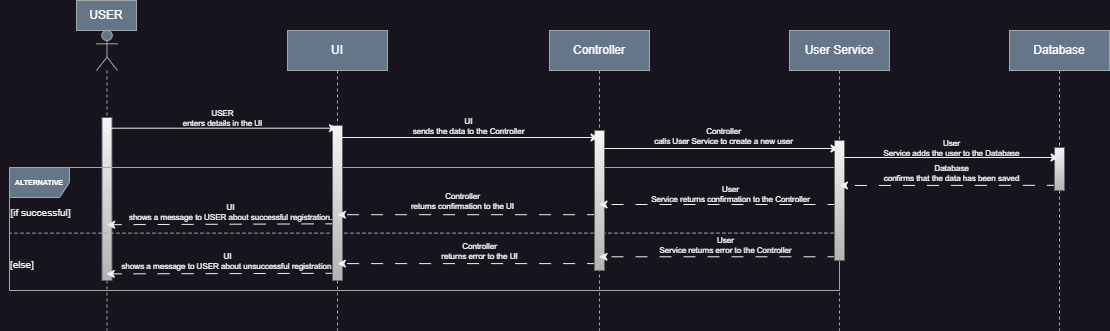 USER
UI
Controller
User Service
Database
USER
enters details in the UI
UI
sends the data to the Controller
Controller
calls User Service to create a new user
User
Service adds the user to the Database
Database
confirms that the data has been saved
ALTERNATIVE
[if successful]
User
Service returns confirmation to the Controller
Controller
returns confirmation to the UI
UI
shows a message to USER about successful registration.
[else]
User
Service returns error to the Controller
Controller
returns error to the UI
UI
shows a message to USER about unsuccessful registration